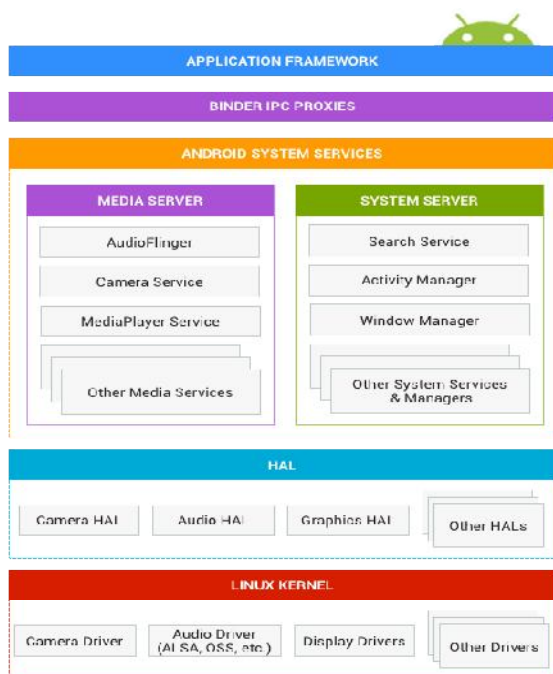 APPLICATION FRAMEWORK
BINDER IPC PROXIES
ANDROID SYSTEM SERVICES
MEDIA SERVER
AudioFlinger
Camera Service
MediaPlayer Service
Other Media Services
SYSTEM SERVER
Search Service
Activity Manager
Window Manager
Other System Services
& Managers
HAL
Camera HAL
Audio HAL
Graphics HAL
Other HALs
LINUX KERNEL
Camera Driver
Audio Driver
(ALSA, OSS, etc.)
Display Drivers
Other Drivers